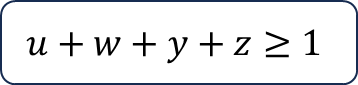 u + w + y + z ≥ 1